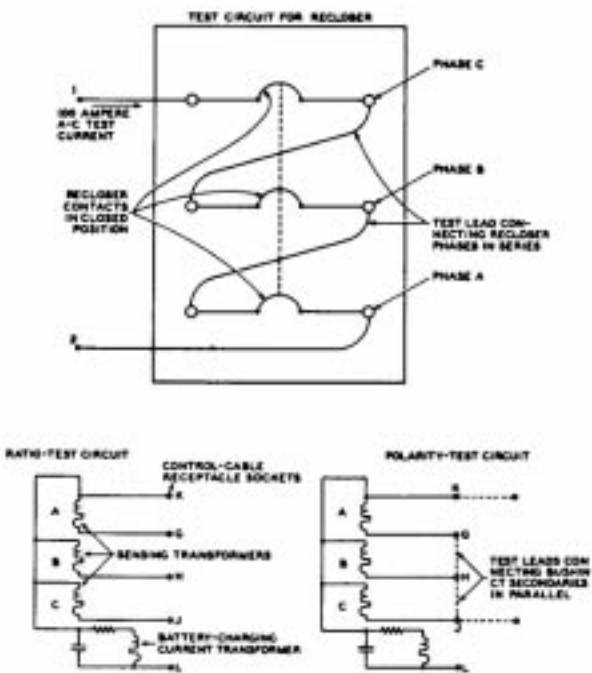 TEST CIRCUIT FOR RECLOSER
PHASE C
1
100 AMPERE
A-C TEST
CURRENT
PHASE B
RECLOSER
CONTACTS
IN CLOSED
POSITION
TEST LEAD CON-
NECTING RECLOSER
PHASES IN SERIES
PHASE A
2
RATIO-TEST CIRCUIT
CONTROL-CABLE
RECEPTACLE SOCKETS
K
A
G
SENSING TRANSFORMERS
B
H
C
J
BATTERY-CHARGING
CURRENT TRANSFORMER
L
POLARITY-TEST CIRCUIT
A
G
B
H
TEST LEADS CON
NECTING BUSHIN
CT SECONDARIES
IN PARALLEL
C
L